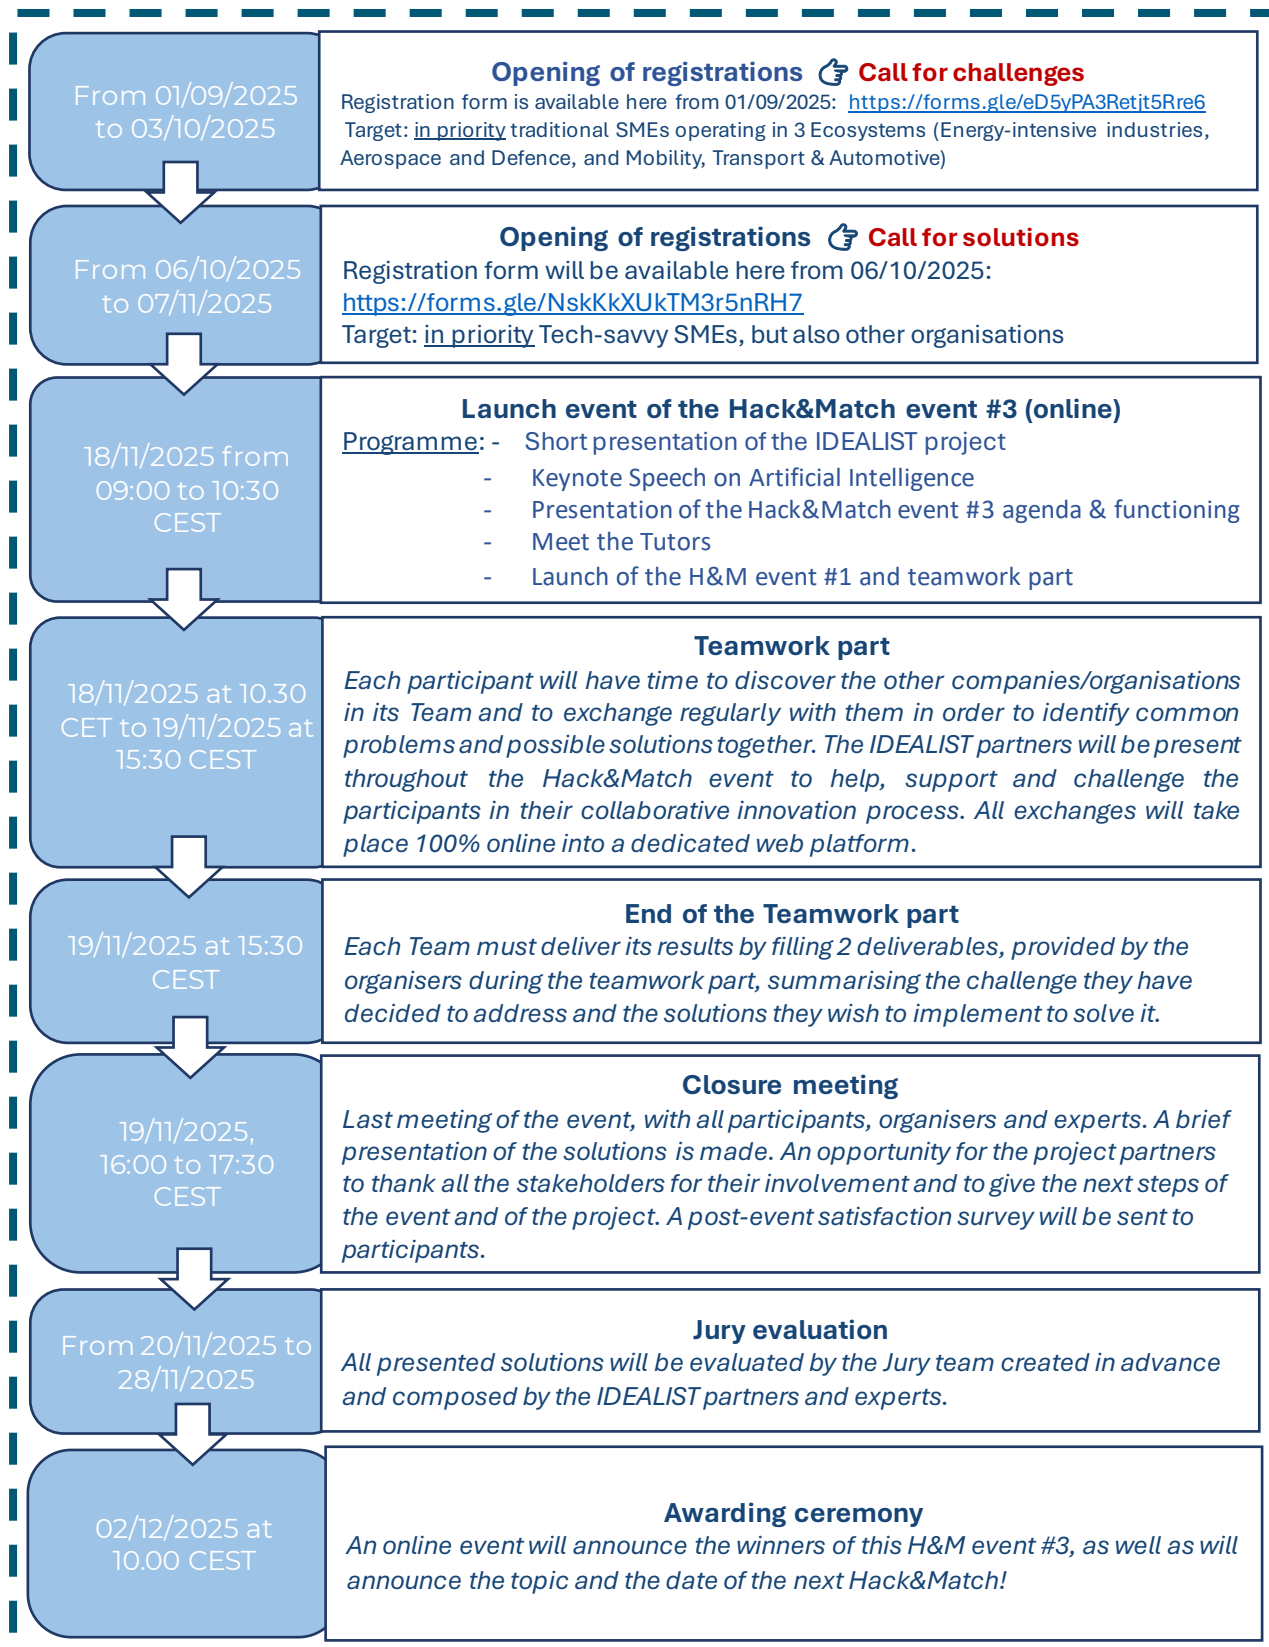 From 01/09/2025
to 03/10/2025
Opening of registrations Call for challenges
Registration form is available here from 01/09/2025: https://forms.gle/eD5yPA3Retjt5Rre6
Target: in priority traditional SMEs operating in 3 Ecosystems (Energy-intensive industries,
Aerospace and Defence, and Mobility, Transport & Automotive)
From 06/10/2025
to 07/11/2025
Opening of registrations Call for solutions
Registration form will be available here from 06/10/2025:
https://forms.gle/NskKkXUkTM3r5nRH7
Target: in priority Tech-savvy SMEs, but also other organisations
18/11/2025 from
09:00 to 10:30
CEST
Launch event of the Hack&Match event #3 (online)
Programme: - Short presentation of the IDEALIST project
- Keynote Speech on Artificial Intelligence
- Presentation of the Hack&Match event #3 agenda & functioning
- Meet the Tutors
- Launch of the H&M event #1 and teamwork part
18/11/2025 at 10.30
CET to 19/11/2025 at
15:30 CEST
Teamwork part
Each participant will have time to discover the other companies/organisations
in its Team and to exchange regularly with them in order to identify common
problems and possible solutions together. The IDEALIST partners will be present
throughout the Hack&Match event to help, support and challenge the
participants in their collaborative innovation process. All exchanges will take
place 100% online into a dedicated web platform.
19/11/2025 at 15:30
CEST
End of the Teamwork part
Each Team must deliver its results by filling 2 deliverables, provided by the
organisers during the teamwork part, summarising the challenge they have
decided to address and the solutions they wish to implement to solve it.
19/11/2025,
16:00 to 17:30
CEST
Closure meeting
Last meeting of the event, with all participants, organisers and experts. A brief
presentation of the solutions is made. An opportunity for the project partners
to thank all the stakeholders for their involvement and to give the next steps of
the event and of the project. A post-event satisfaction survey will be sent to
participants.
From 20/11/2025 to
28/11/2025
Jury evaluation
All presented solutions will be evaluated by the Jury team created in advance
and composed by the IDEALIST partners and experts.
02/12/2025 at
10.00 CEST
Awarding ceremony
An online event will announce the winners of this H&M event #3, as well as will
announce the topic and the date of the next Hack&Match!